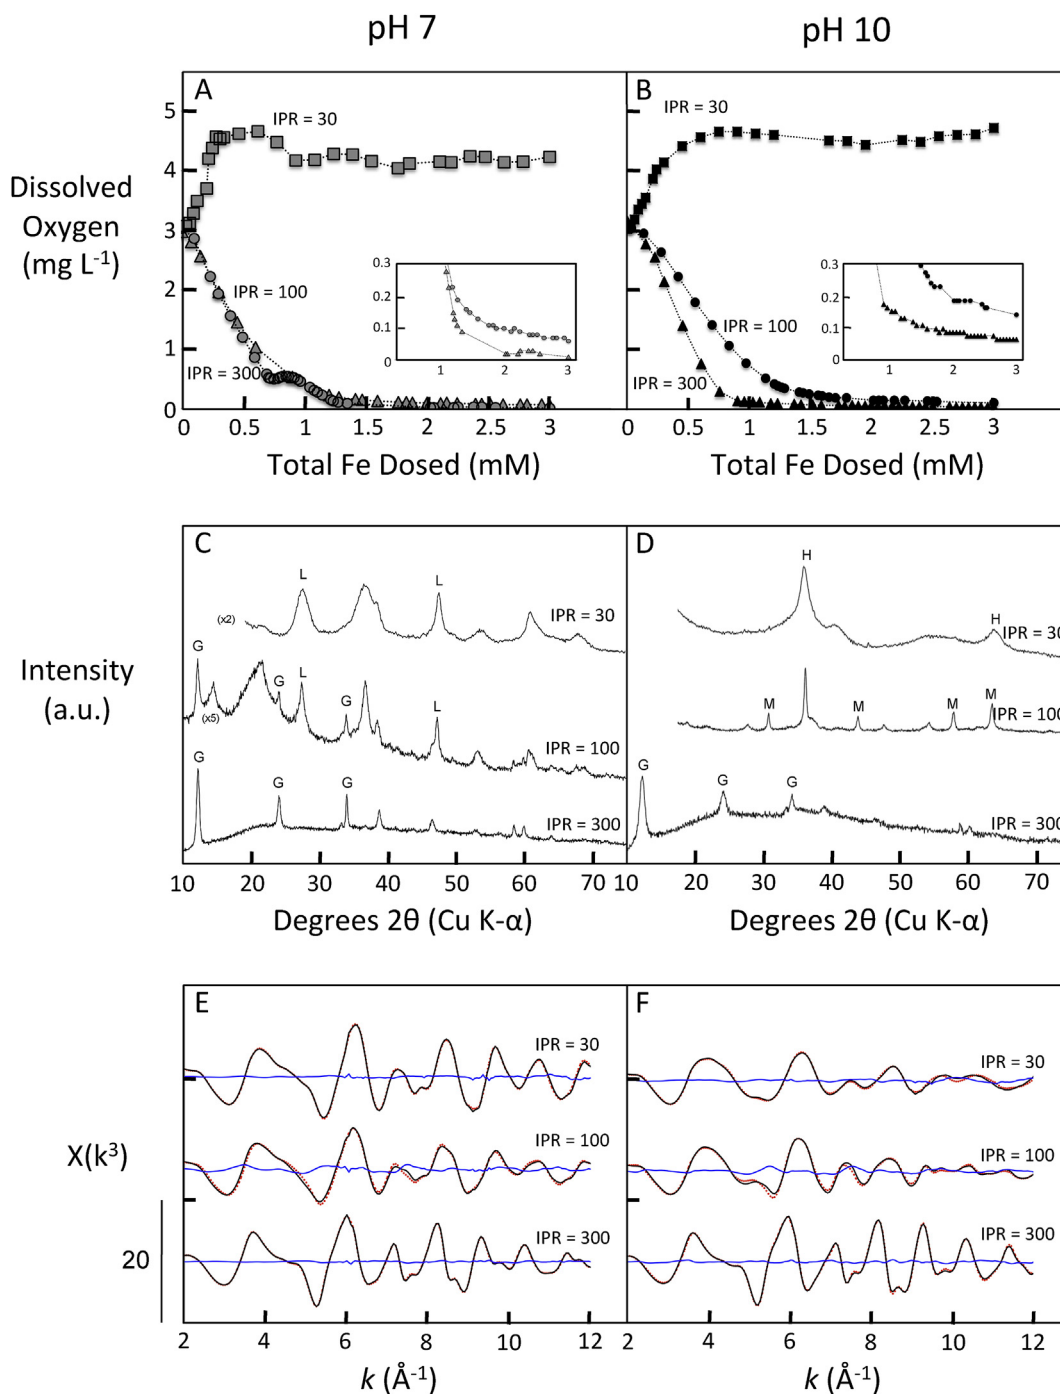 pH 7
pH 10
A
IPR = 30
IPR = 100
IPR = 300
5
4
3
2
1
0
Dissolved
Oxygen
(mg L-1)
0.3
0.2
0.1
0
1
2
3
0 0.5 1 1.5 2 2.5 3
Total Fe Dosed (mM)
B
IPR = 30
IPR = 100
IPR = 300
0.3
0.2
0.1
0
1
2
3
0 0.5 1 1.5 2 2.5 3
Total Fe Dosed (mM)
Intensity
(a.u.)
C
L L
(x2) IPR = 30
G G L G L
(x5) IPR = 100
G G G
IPR = 300
10 20 30 40 50 60 70
Degrees 2θ (Cu K-α)
D
H H
IPR = 30
M M M M
IPR = 100
G G G
IPR = 300
10 20 30 40 50 60 70
Degrees 2θ (Cu K-α)
X(k3)
20
E
IPR = 30
IPR = 100
IPR = 300
2 4 6 8 10 12
k (Å-1)
F
IPR = 30
IPR = 100
IPR = 300
2 4 6 8 10 12
k (Å-1)